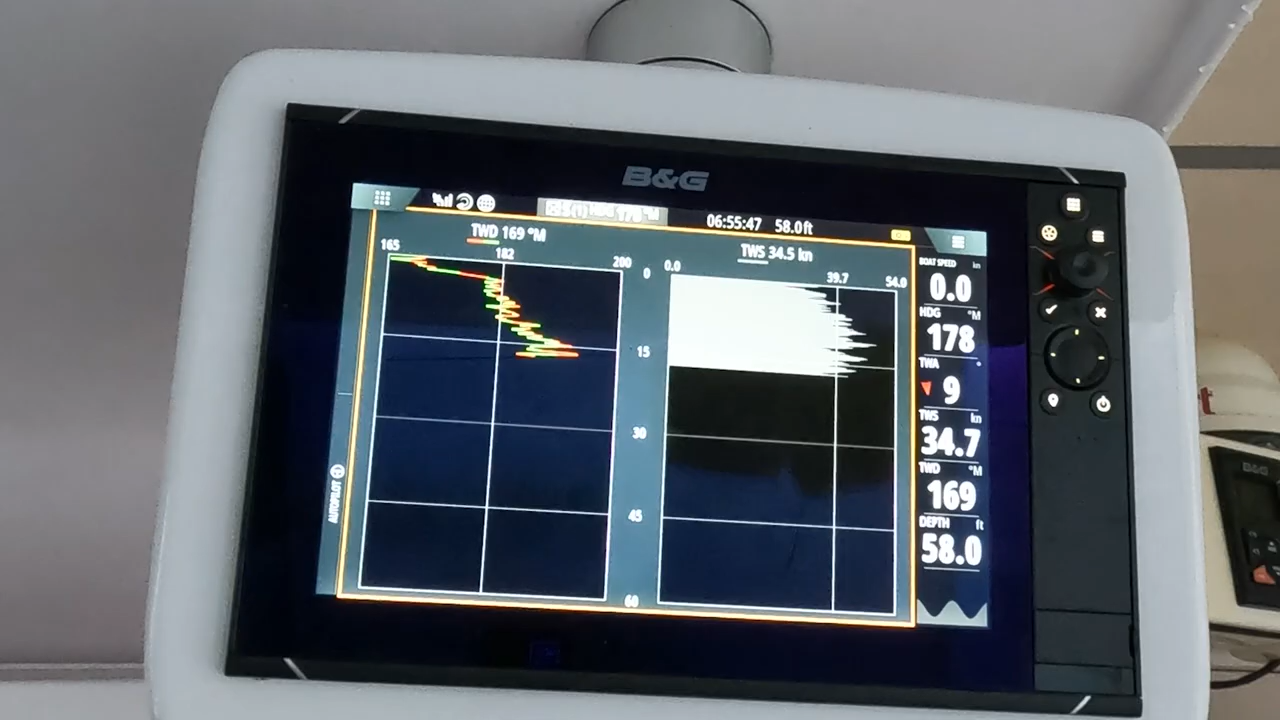 B&G
06:55:47 58.0ft
TWD 169 °M
165 182 200
TWS 34.5 kn
0.0 39.7 54.0
0
15
30
45
60
AUTOPILOT
BOAT SPEED kn
0.0
HDG °M
178
TWA °
9
TWS kn
34.7
TWD °M
169
DEPTH ft
58.0
B&G